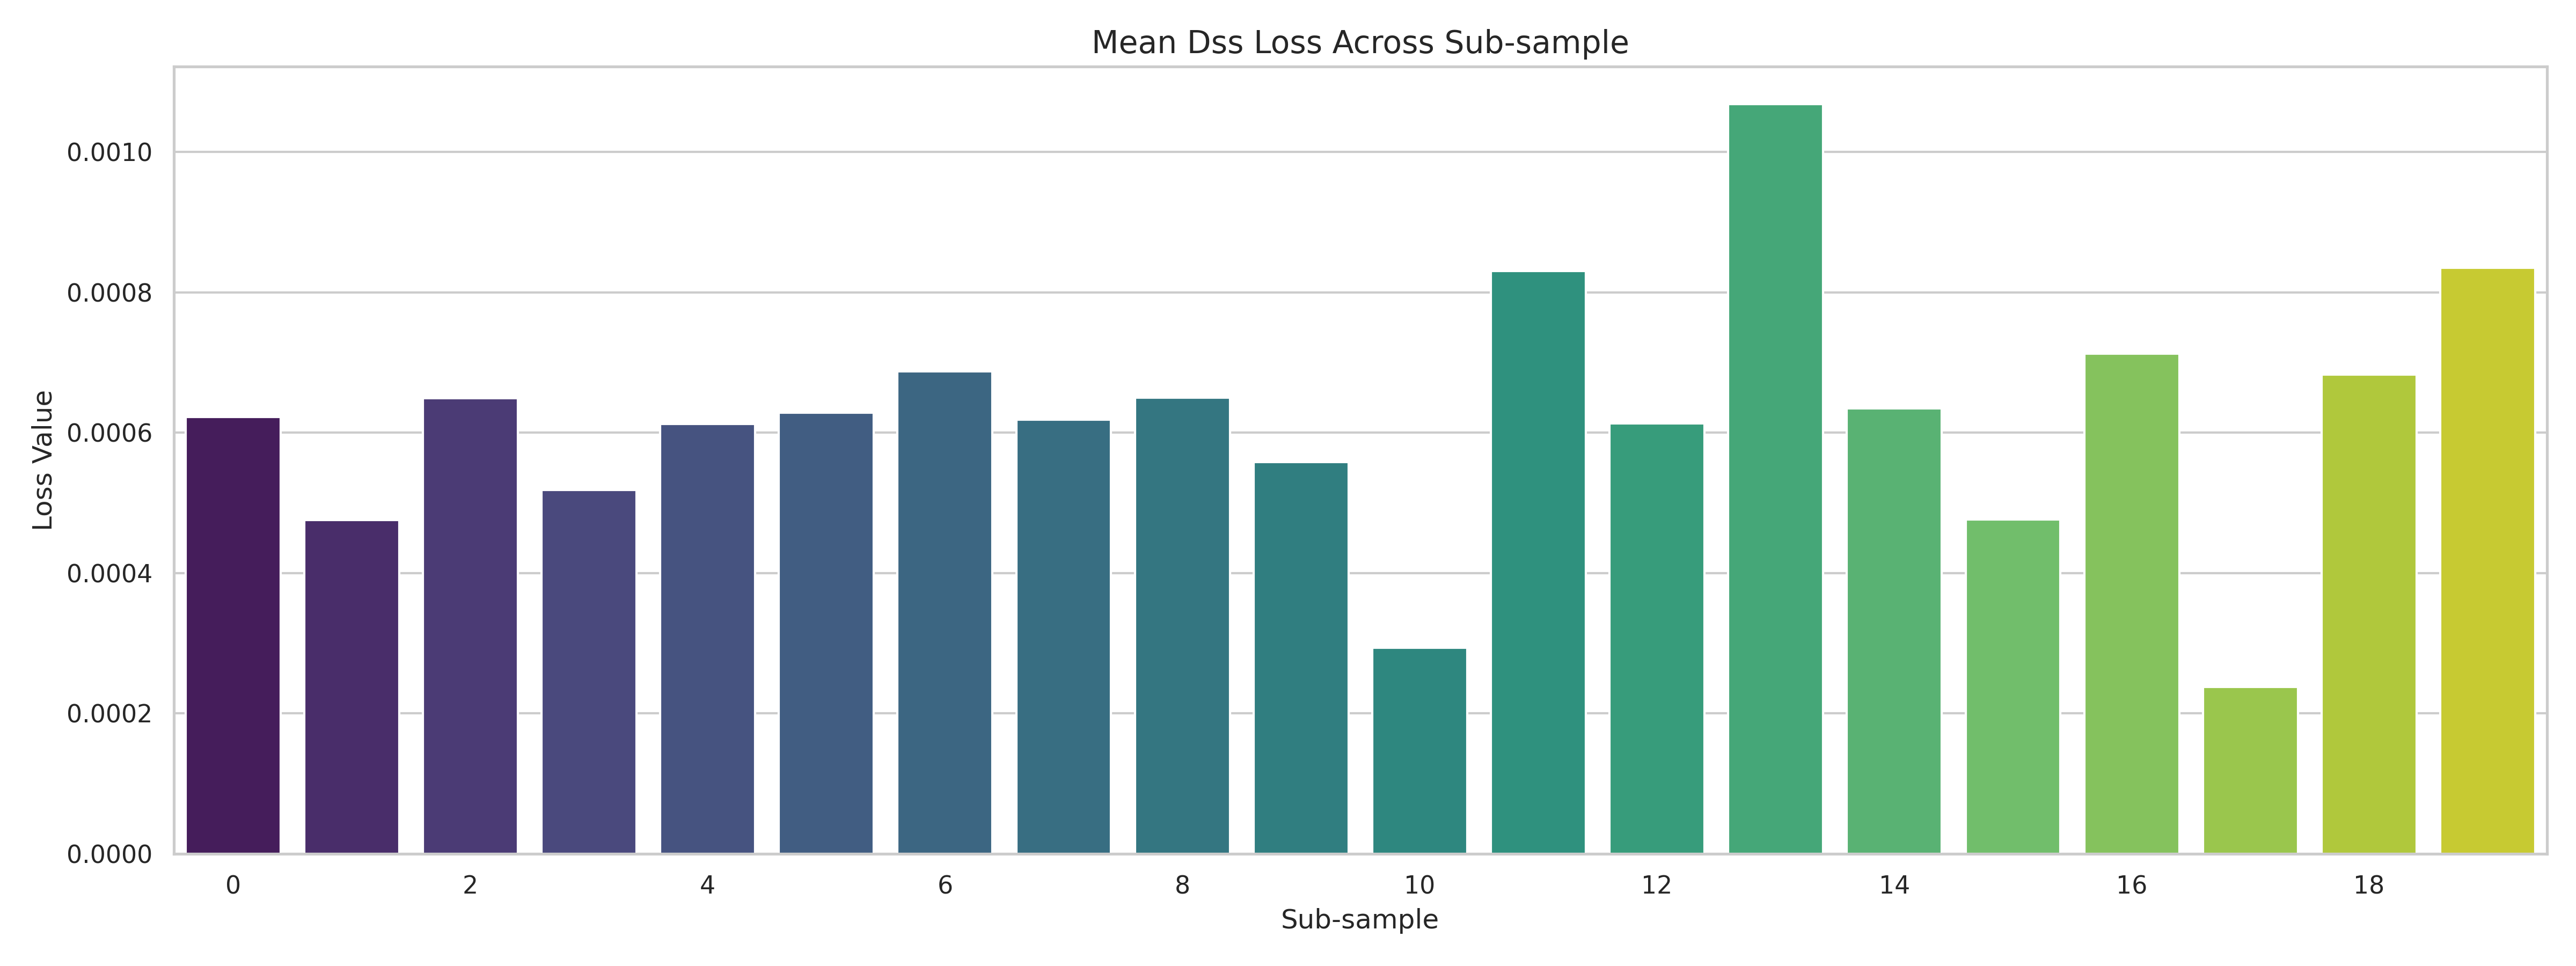 Mean Dss Loss Across Sub-sample
0.0010
0.0008
0.0006
0.0004
0.0002
0.0000
Loss Value
0 2 4 6 8 10 12 14 16 18
Sub-sample